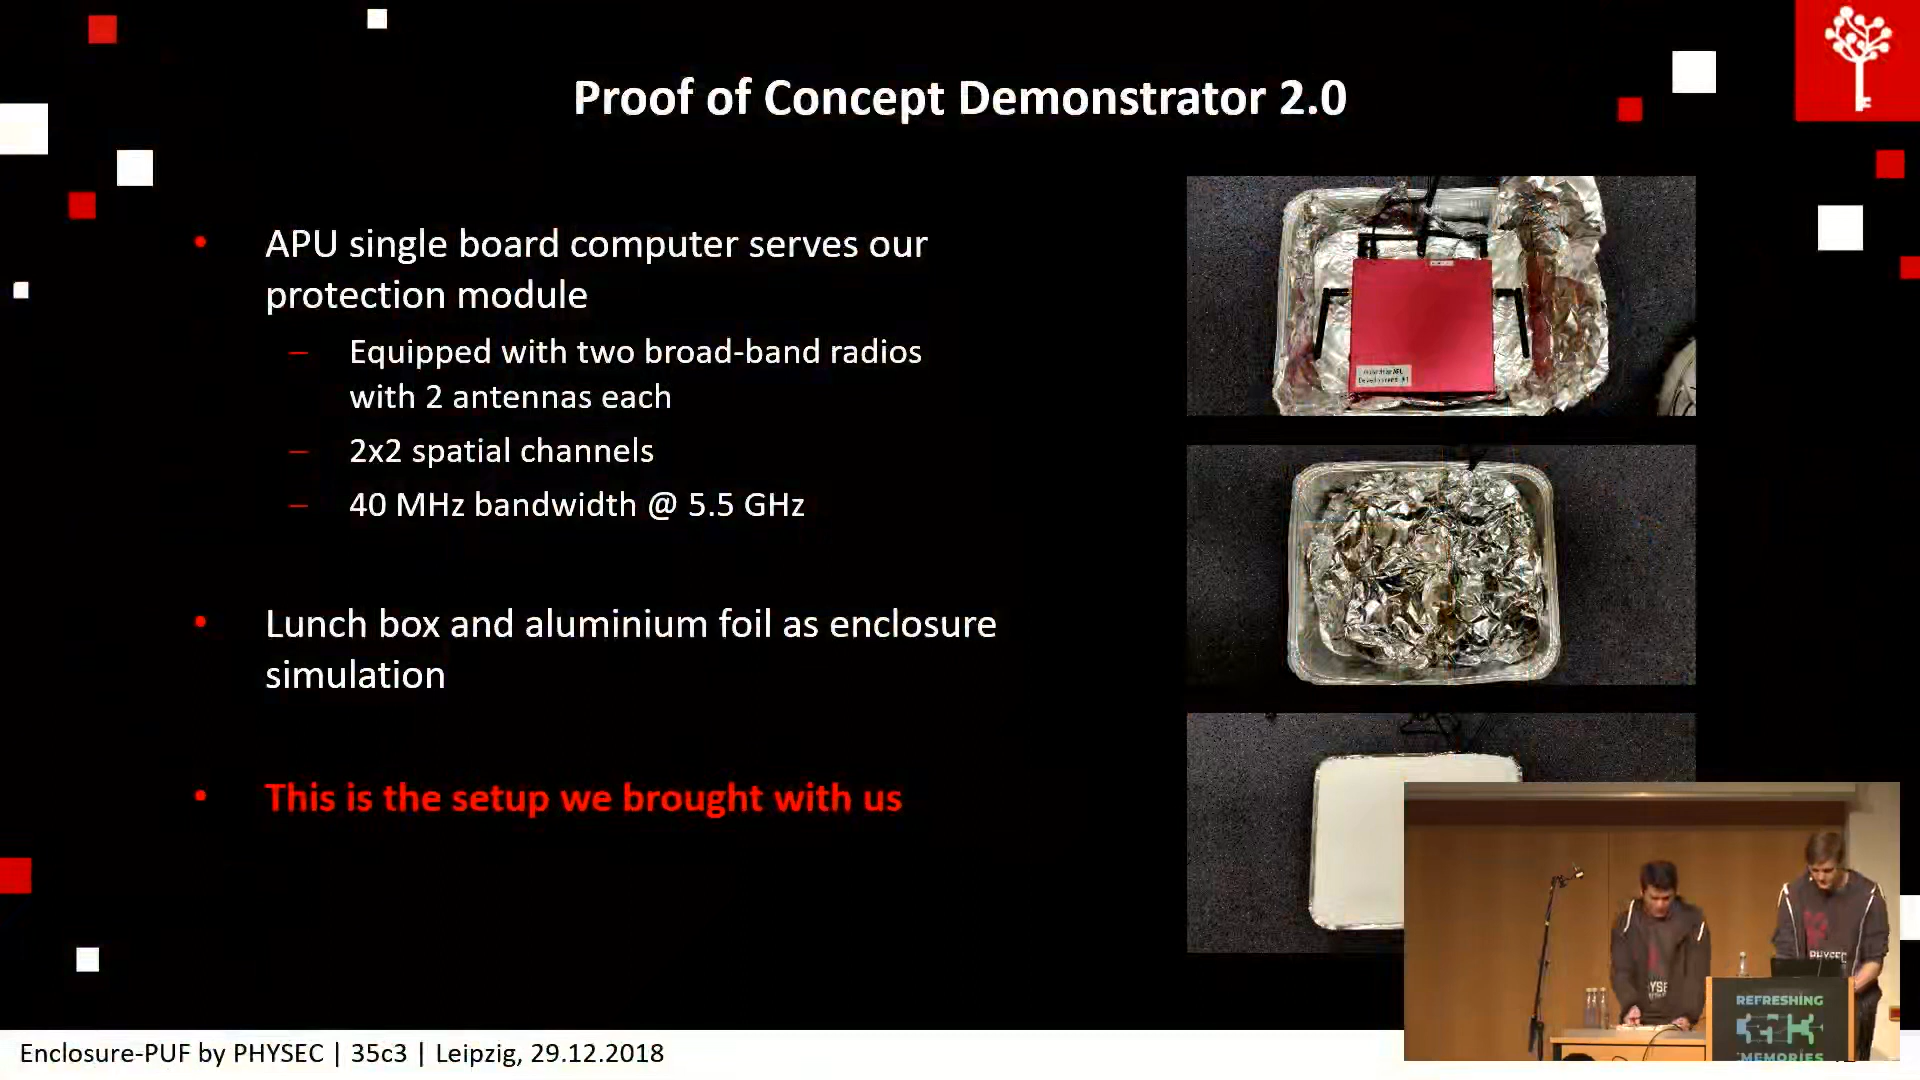 Proof of Concept Demonstrator 2.0
• APU single board computer serves our
protection module
– Equipped with two broad-band radios
with 2 antennas each
– 2x2 spatial channels
– 40 MHz bandwidth @ 5.5 GHz
• Lunch box and aluminium foil as enclosure
simulation
• This is the setup we brought with us
PHYSEC
REFRESHING
MEMORIES
Enclosure-PUF by PHYSEC | 35c3 | Leipzig, 29.12.2018